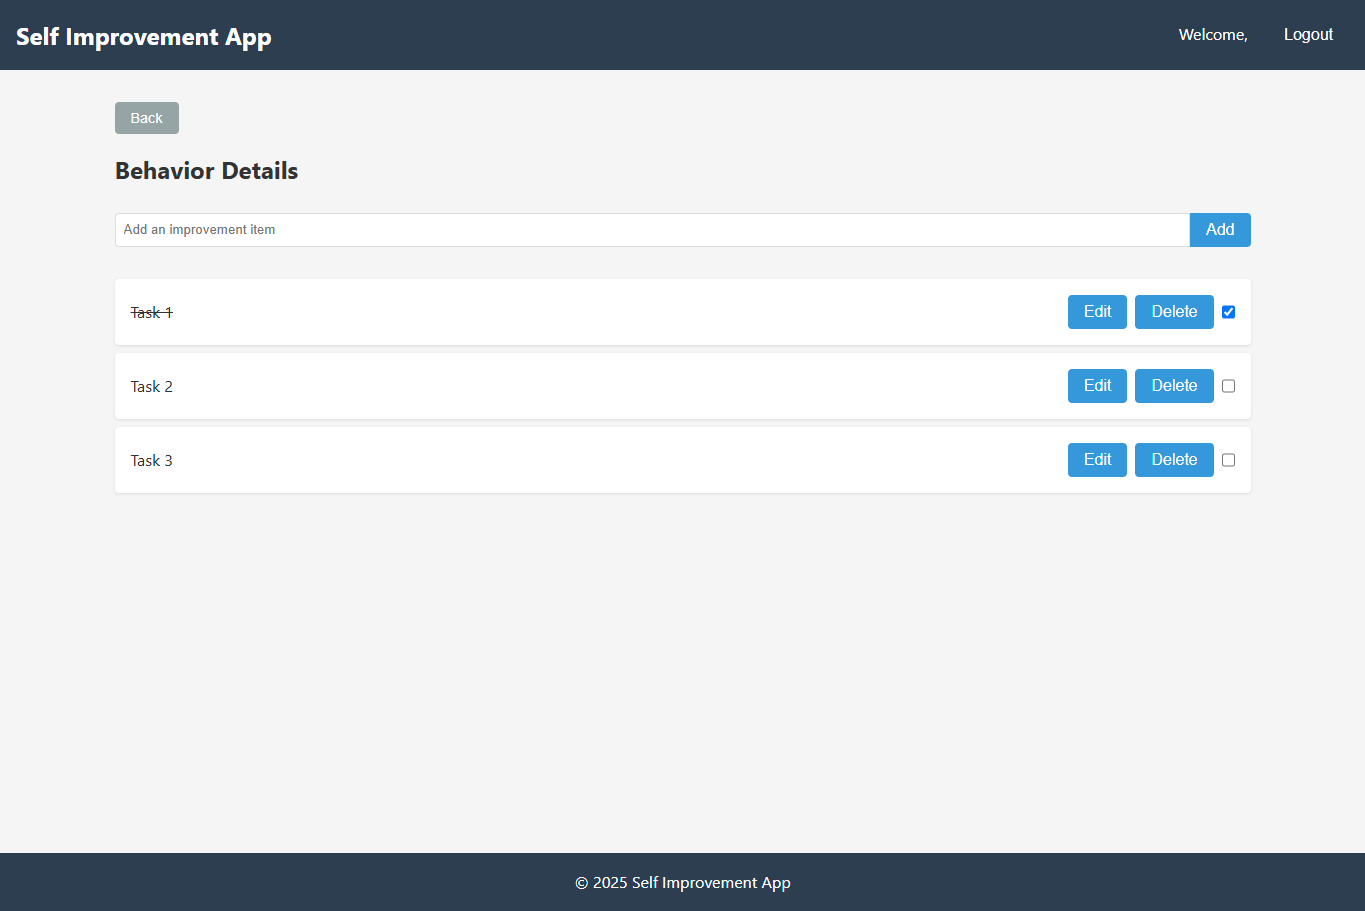 Self Improvement App
Welcome,
Logout
Back
Behavior Details
Add an improvement item
Add
Task 1
Edit
Delete
Task 2
Edit
Delete
Task 3
Edit
Delete
© 2025 Self Improvement App